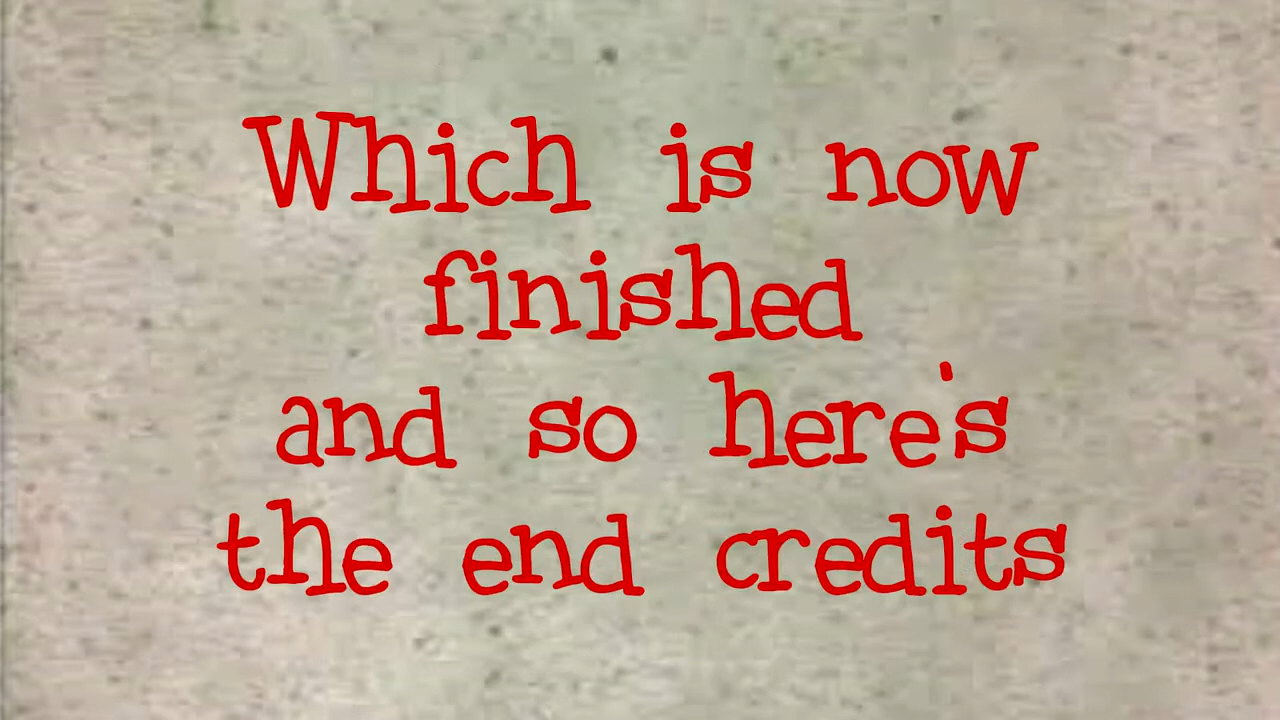 Which is now
finished
and so here's
the end credits